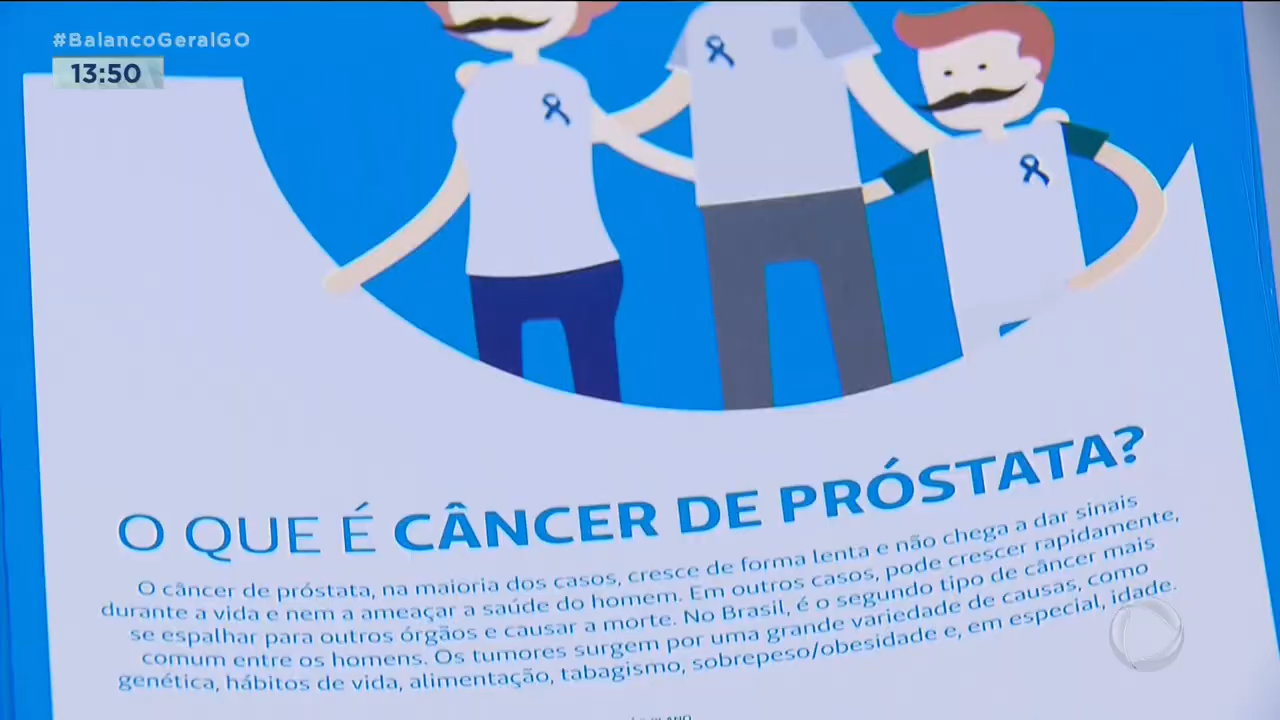 #BalancoGeralGO
13:50
O QUE É CÂNCER DE PRÓSTATA?
O câncer de próstata, na maioria dos casos, cresce de forma lenta e não chega a dar sinais
durante a vida e nem a ameaçar a saúde do homem. Em outros casos, pode crescer rapidamente,
se espalhar para outros órgãos e causar a morte. No Brasil, é o segundo tipo de câncer mais
comum entre os homens. Os tumores surgem por uma grande variedade de causas, como
genética, hábitos de vida, alimentação, tabagismo, sobrepeso/obesidade e, em especial, idade.